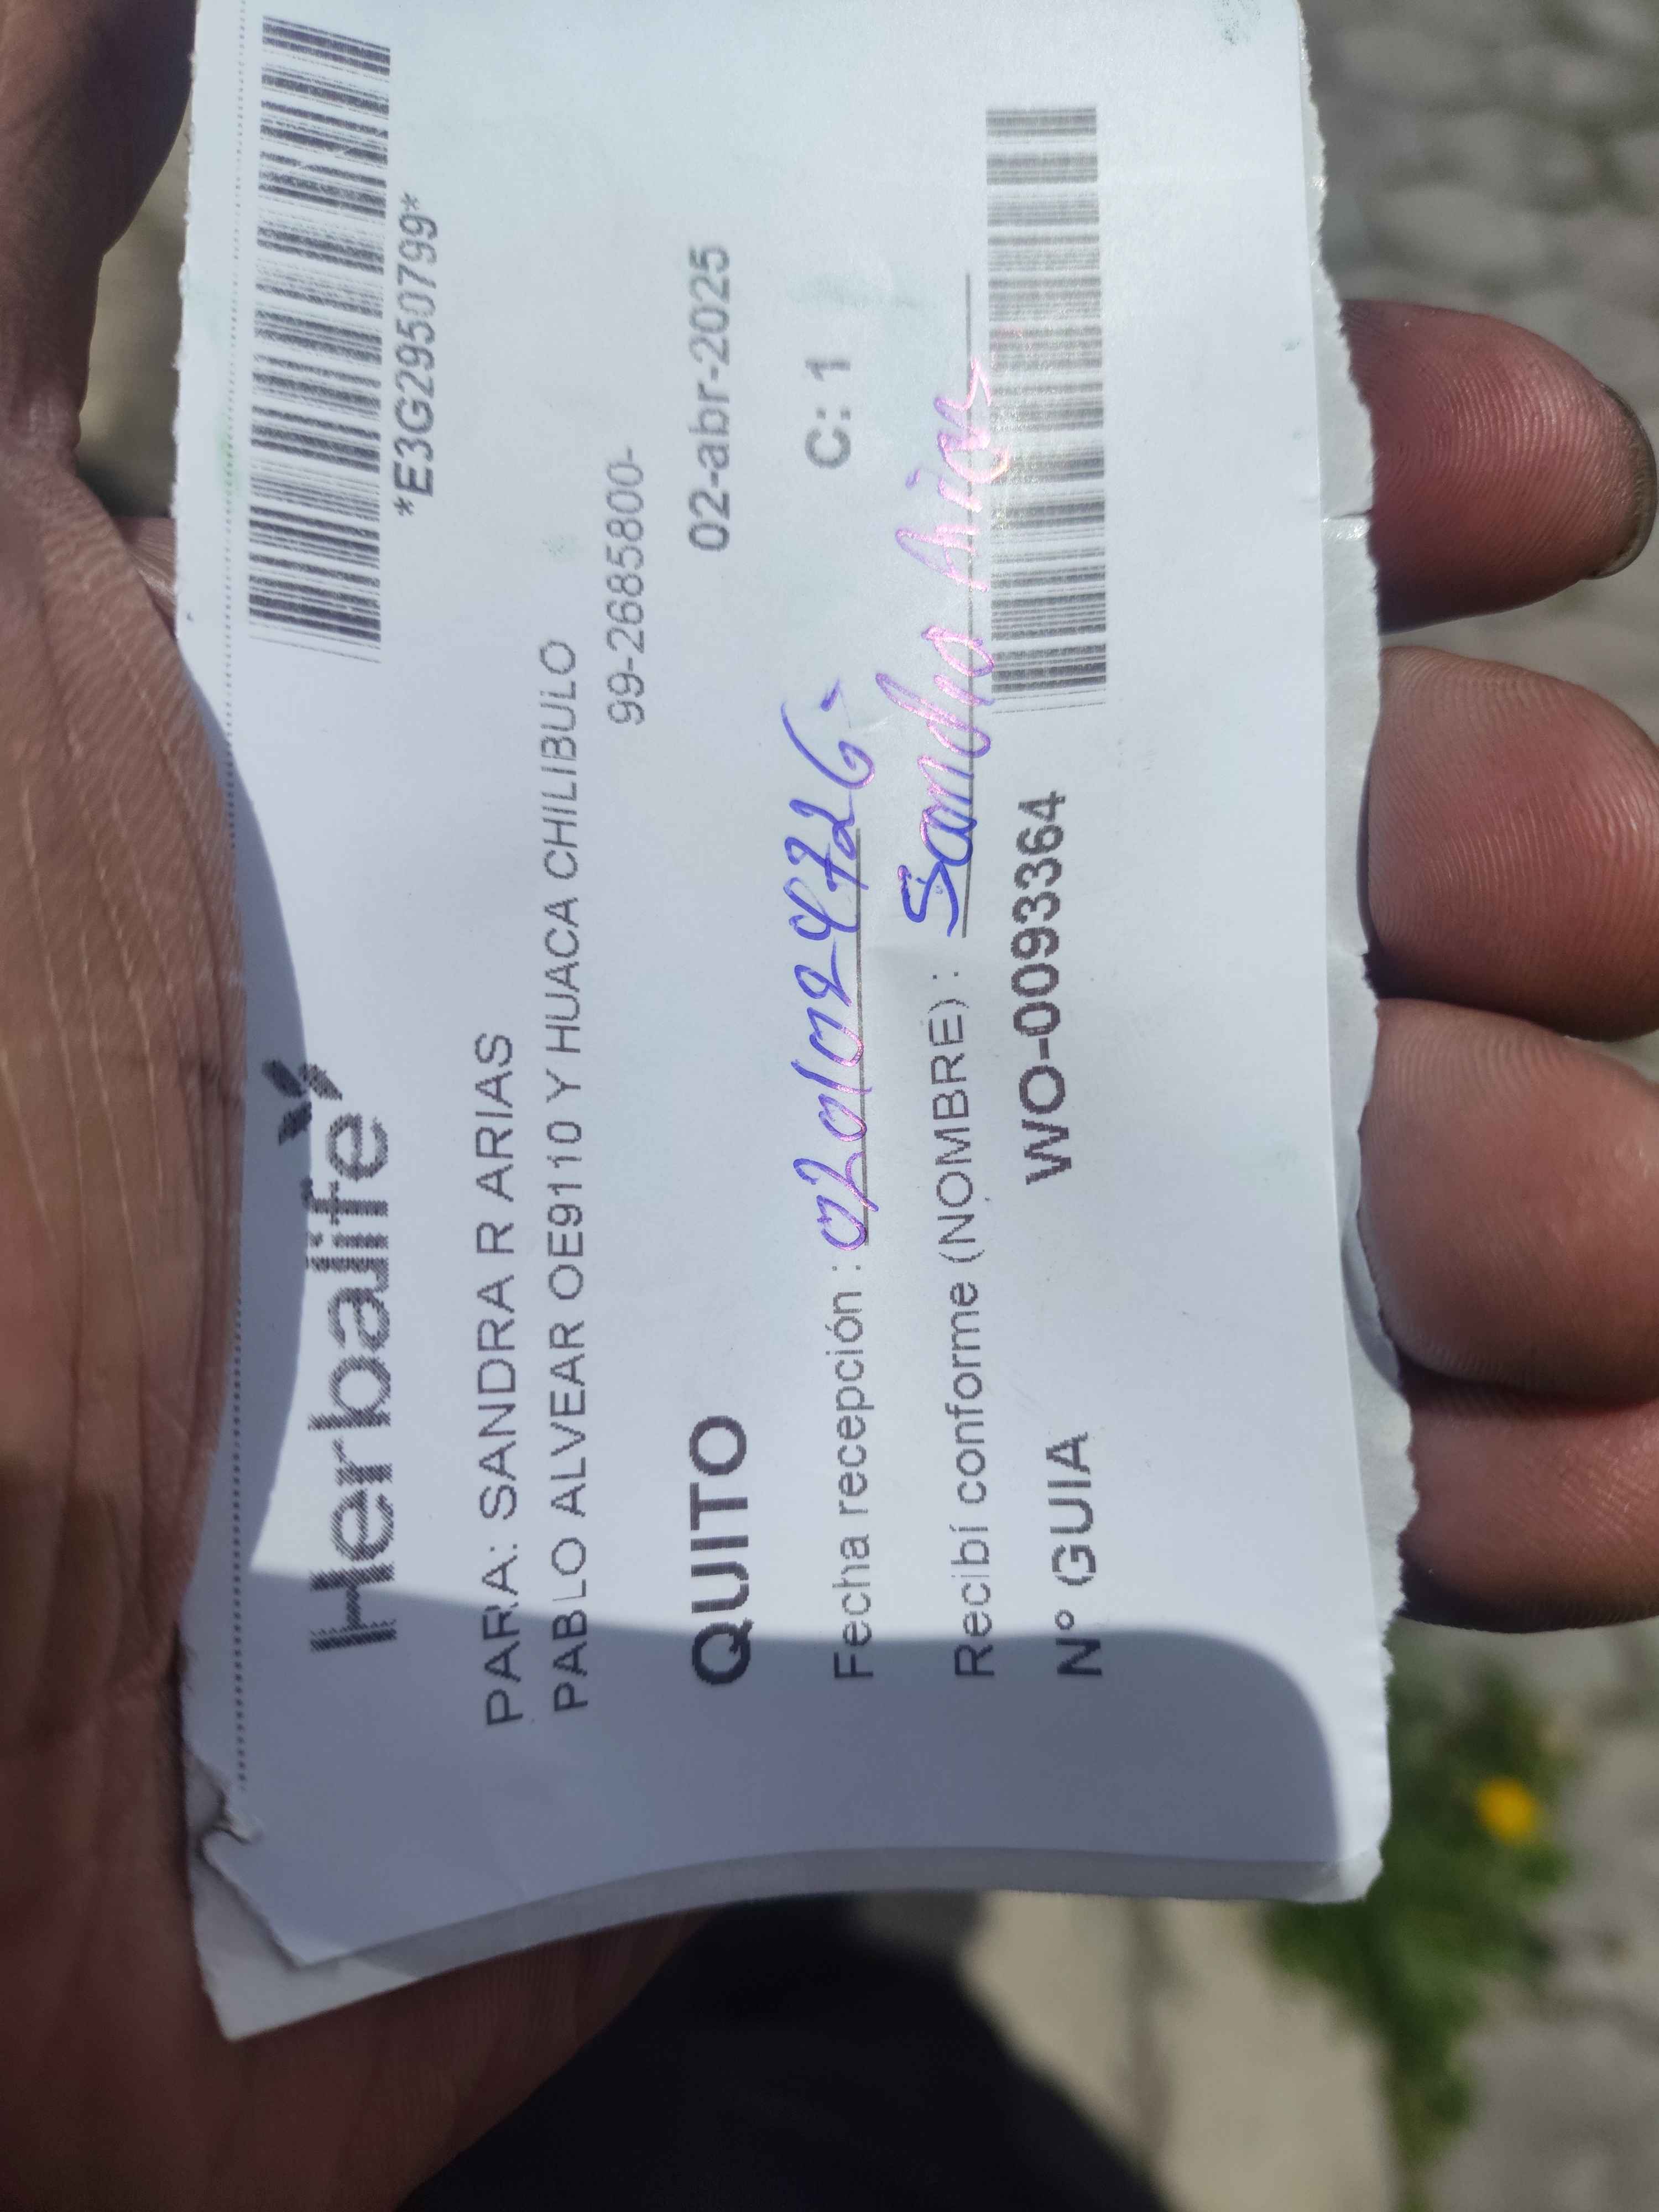 Herbalife
*E3G2950799*
PARA: SANDRA R ARIAS
PABLO ALVEAR OE9110 Y HUACA CHILIBULO
99-2685800-
QUITO 02-abr-2025
Fecha recepción : C: 1
Recibí conforme (NOMBRE) : Sandra Arias
Nº GUIA WO-0093364